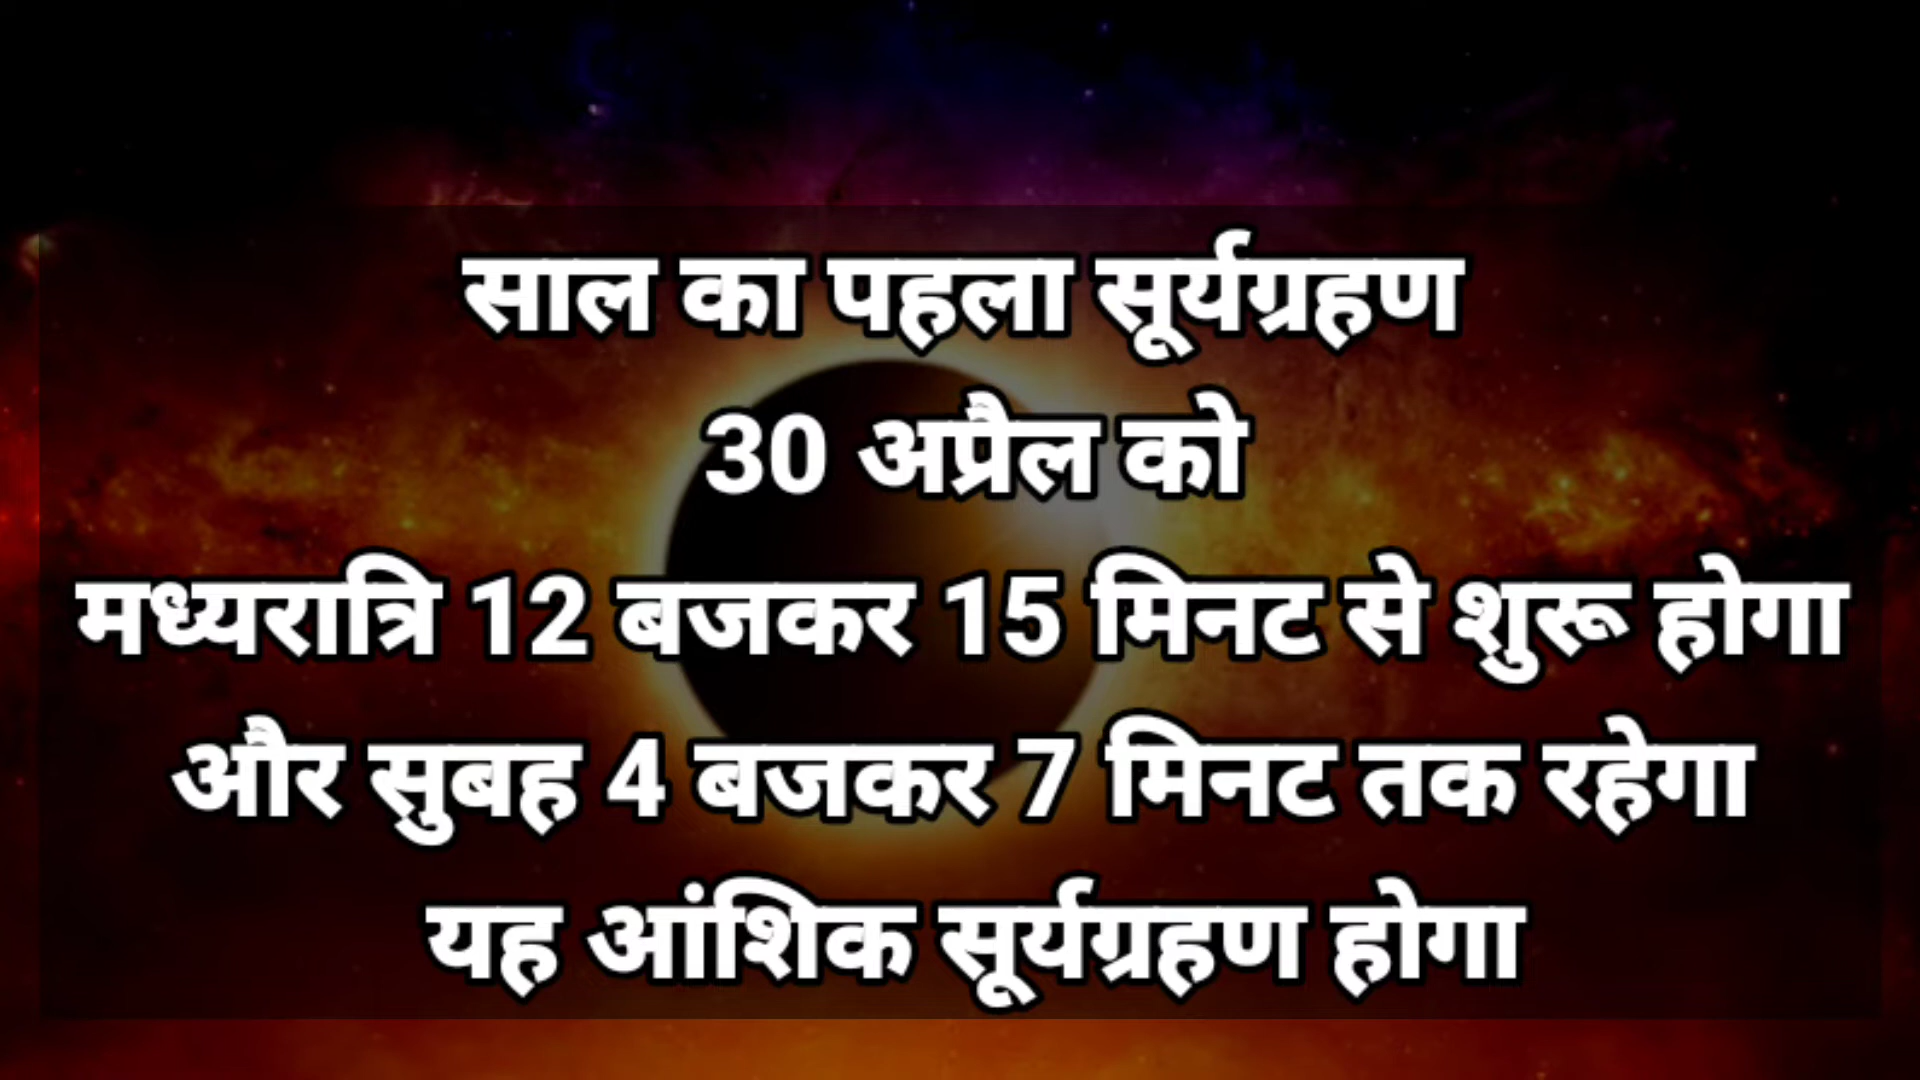 साल का पहला सूर्यग्रहण
30 अप्रैल को
मध्यरात्रि 12 बजकर 15 मिनट से शुरू होगा
और सुबह 4 बजकर 7 मिनट तक रहेगा
यह आंशिक सूर्यग्रहण होगा